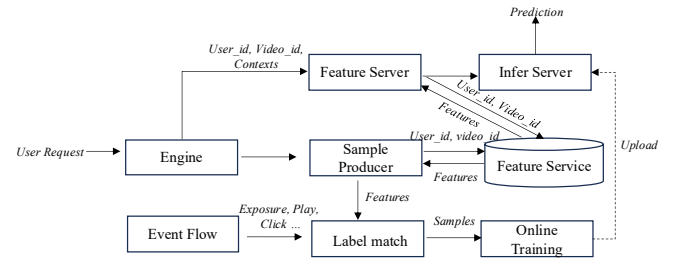 Prediction
User_id, Video_id,
Contexts
Feature Server
Infer Server
User_id, Video_id
Features
User Request
Engine
Sample
Producer
User_id, video_id
Features
Feature Service
Upload
Features
Event Flow
Exposure, Play,
Click ...
Label match
Samples
Online
Training